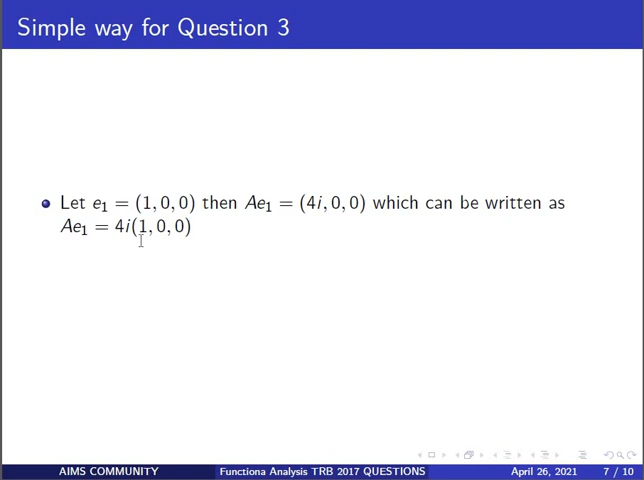 Simple way for Question 3
Let e₁ = (1, 0, 0) then Ae₁ = (4i, 0, 0) which can be written as
Ae₁ = 4i(1, 0, 0)
AIMS COMMUNITY Functiona Analysis TRB 2017 QUESTIONS April 26, 2021 7 / 10